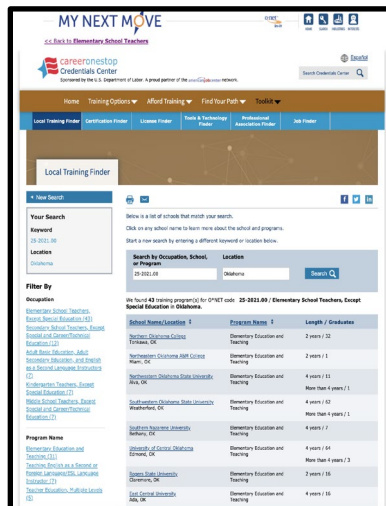 MY NEXT MOVE
o*net
<< Back to Elementary School Teachers
careeronestop
Credentials Center
Sponsored by the U.S. Department of Labor. A proud partner of the americanjobcenter network.
Español
Search Credentials Center
Home Training Options Afford Training Find Your Path Toolkit
Local Training Finder Certification Finder License Finder Tools & Technology Finder Professional Association Finder Job Finder
Local Training Finder
New Search
Your Search
Keyword
25-2021.00
Location
Oklahoma
Filter By
Occupation
Elementary School Teachers,
Except Special Education (43)
Secondary School Teachers, Except
Special and Career/Technical
Education (13)
Adult Basic Education, Adult
Secondary Education, and English
as a Second Language Instructors
(7)
Kindergarten Teachers, Except
Special Education (7)
Middle School Teachers, Except
Special and Career/Technical
Education (7)
Program Name
Elementary Education and
Teaching (31)
Teaching English as a Second or
Foreign Language/ESL Language
Instructor (7)
Teacher Education, Multiple Levels
(5)
Below is a list of schools that match your search.
Click on any school name to learn more about the school and programs.
Start a new search by entering a different keyword or location below.
Search by Occupation, School, Location
or Program
25-2021.00 Oklahoma Search
We found 43 training program(s) for O*NET code 25-2021.00 / Elementary School Teachers, Except
Special Education in Oklahoma.
School Name/Location Program Name Length / Graduates
Northern Oklahoma College Elementary Education and 2 years / 32
Tonkawa, OK Teaching
Northeastern Oklahoma A&M College Elementary Education and 2 years / 1
Miami, OK Teaching
Northwestern Oklahoma State University Elementary Education and 4 years / 11
Alva, OK Teaching
More than 4 years / 1
Southwestern Oklahoma State University Elementary Education and 4 years / 62
Weatherford, OK Teaching
More than 4 years / 1
Southern Nazarene University Elementary Education and 4 years / 7
Bethany, OK Teaching
University of Central Oklahoma Elementary Education and 4 years / 64
Edmond, OK Teaching
More than 4 years / 3
Rogers State University Elementary Education and 2 years / 16
Claremore, OK Teaching
East Central University Elementary Education and 4 years / 16
Ada, OK Teaching